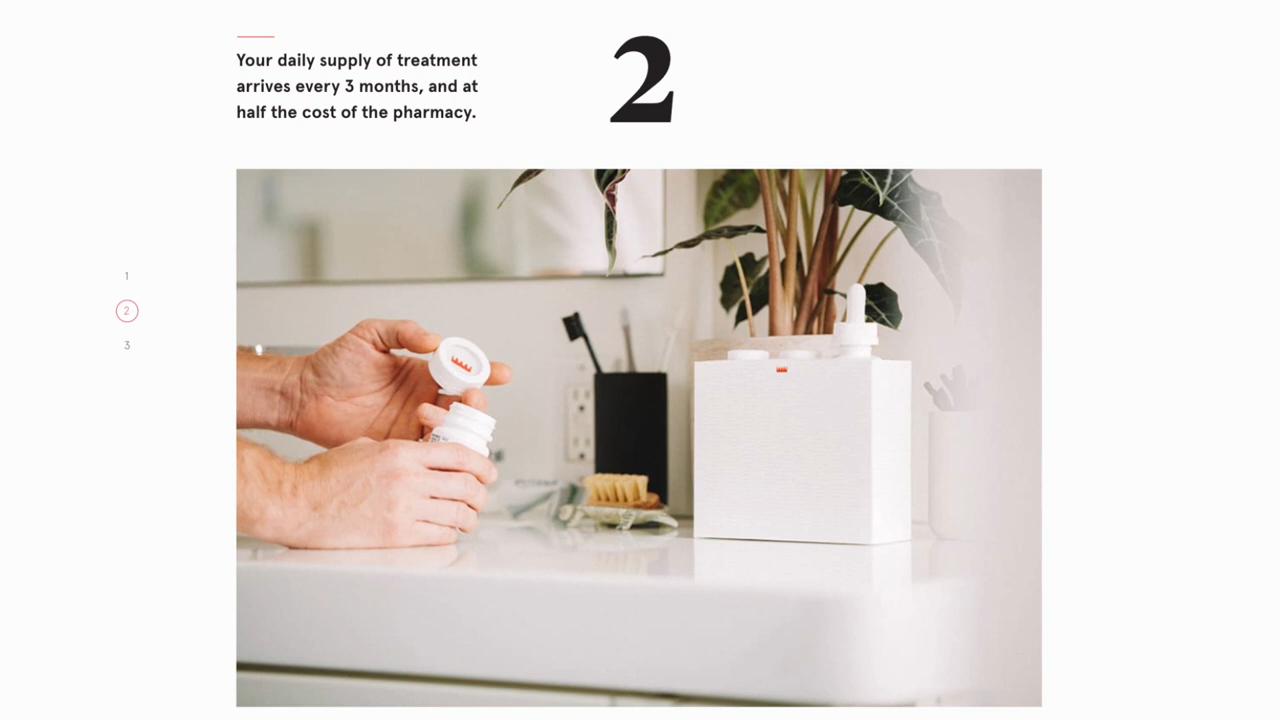 Your daily supply of treatment
arrives every 3 months, and at
half the cost of the pharmacy.
2
1
2
3